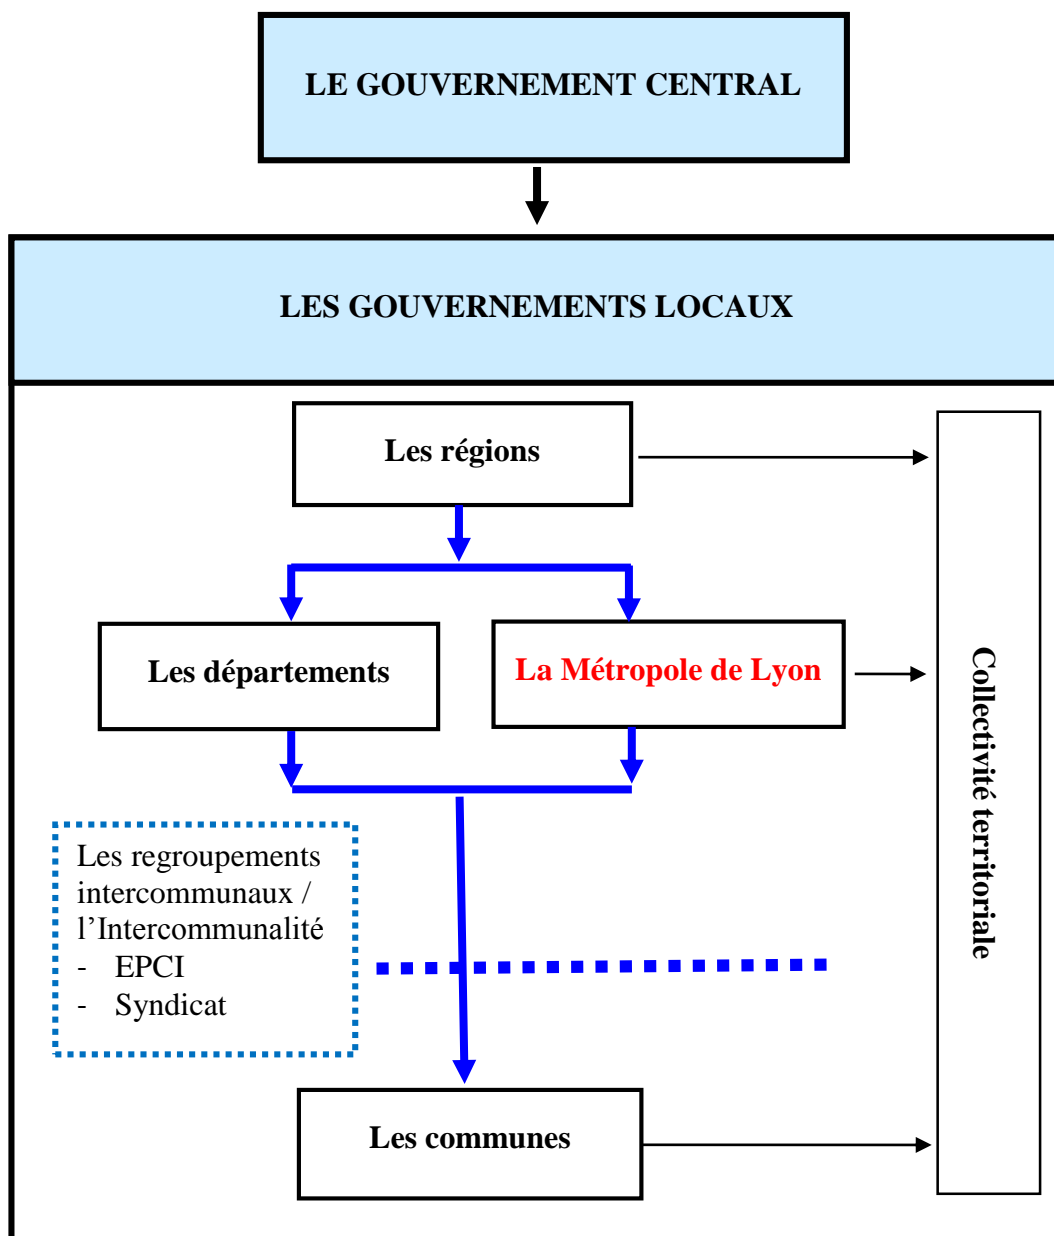 LE GOUVERNEMENT CENTRAL
LES GOUVERNEMENTS LOCAUX
Les régions
Les départements
La Métropole de Lyon
Collectivité territoriale
Les regroupements
intercommunaux /
l’Intercommunalité
- EPCI
- Syndicat
Les communes